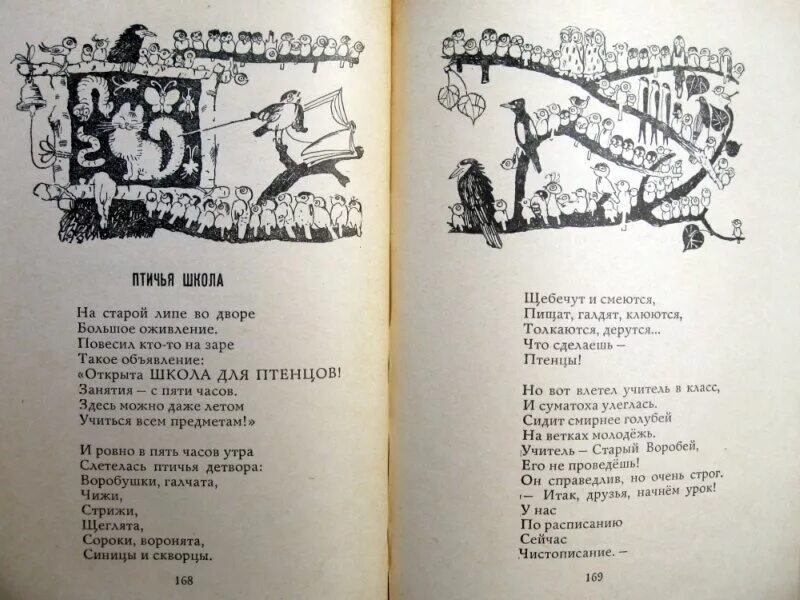 ПТИЧЬЯ ШКОЛА
На старой липе во дворе
Большое оживление.
Повесил кто-то на заре
Такое объявление:
«Открыта ШКОЛА ДЛЯ ПТЕНЦОВ!
Занятия – с пяти часов.
Здесь можно даже летом
Учиться всем предметам!»
И ровно в пять часов утра
Слетелась птичья детвора:
Воробушки, галчата,
Чижи,
Стрижи,
Щеглята,
Сороки, воронята,
Синицы и скворцы.
168
Щебечут и смеются,
Пищат, галдят, клюются,
Толкаются, дерутся...
Что сделаешь –
Птенцы!
Но вот влетел учитель в класс,
И суматоха улеглась.
Сидит смирнее голубей
На ветках молодёжь.
Учитель – Старый Воробей,
Его не проведёшь!
Он справедлив, но очень строг.
– Итак, друзья, начнём урок!
У нас
По расписанию
Сейчас
Чистописание. –
169